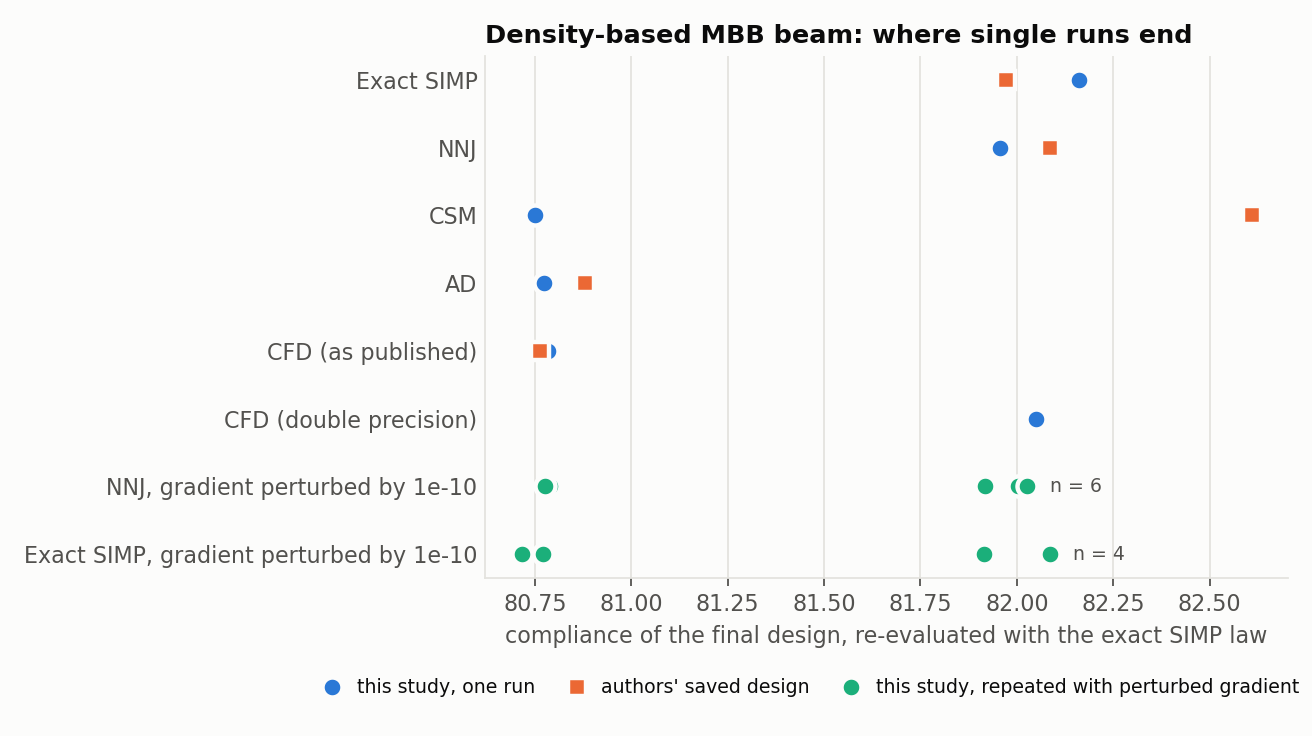 Density-based MBB beam: where single runs end
Exact SIMP
NNJ
CSM
AD
CFD (as published)
CFD (double precision)
NNJ, gradient perturbed by 1e-10
n = 6
Exact SIMP, gradient perturbed by 1e-10
n = 4
80.75 81.00 81.25 81.50 81.75 82.00 82.25 82.50
compliance of the final design, re-evaluated with the exact SIMP law
this study, one run authors' saved design this study, repeated with perturbed gradient